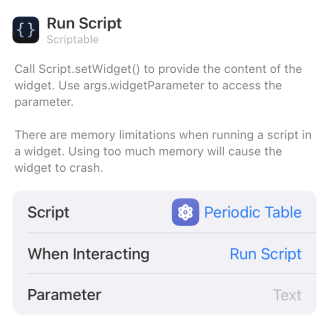 Run Script
Scriptable
Call Script.setWidget() to provide the content of the
widget. Use args.widgetParameter to access the
parameter.
There are memory limitations when running a script in
a widget. Using too much memory will cause the
widget to crash.
Script Periodic Table
When Interacting Run Script
Parameter Text